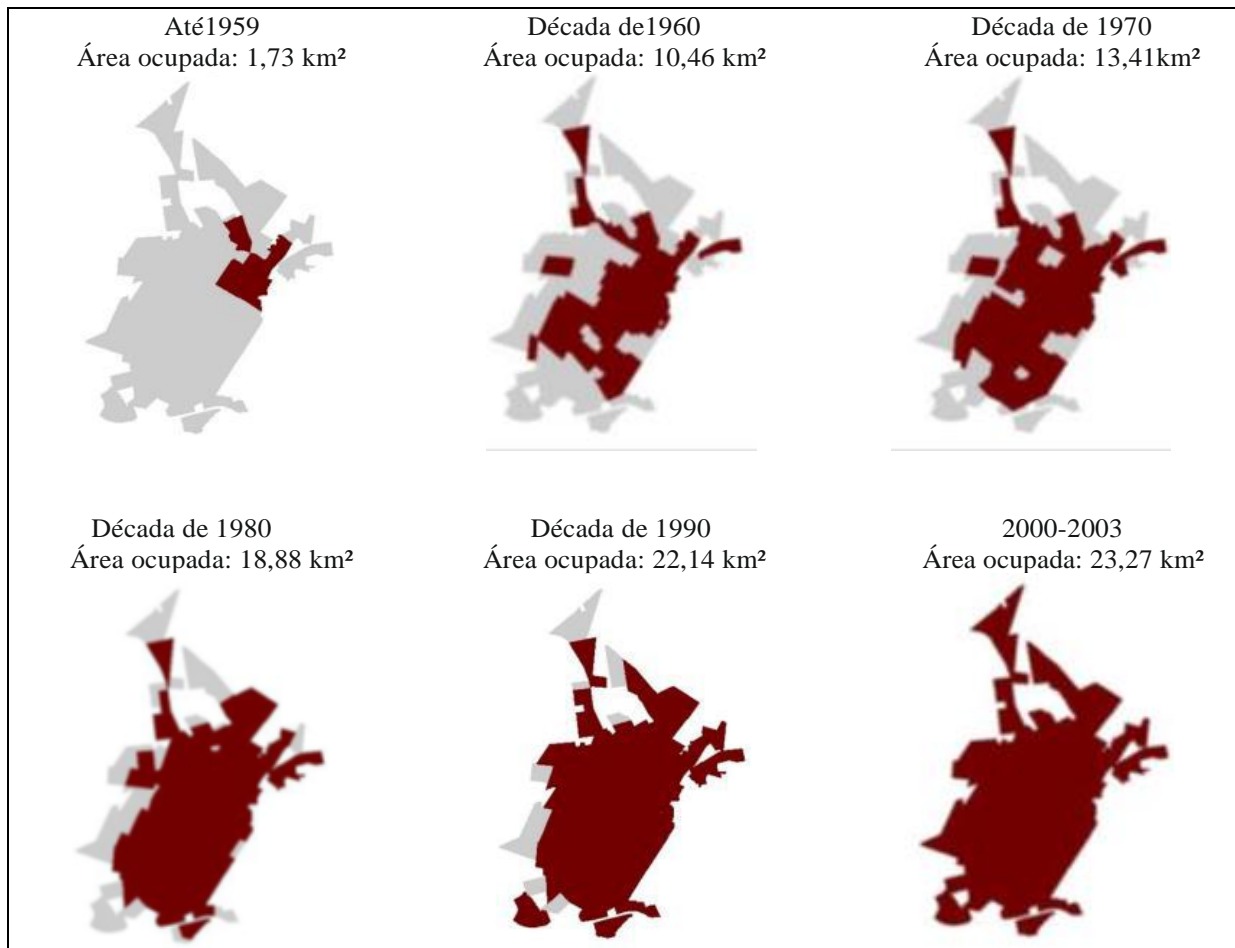 Até1959
Área ocupada: 1,73 km²
Década de1960
Área ocupada: 10,46 km²
Década de 1970
Área ocupada: 13,41km²
Década de 1980
Área ocupada: 18,88 km²
Década de 1990
Área ocupada: 22,14 km²
2000-2003
Área ocupada: 23,27 km²